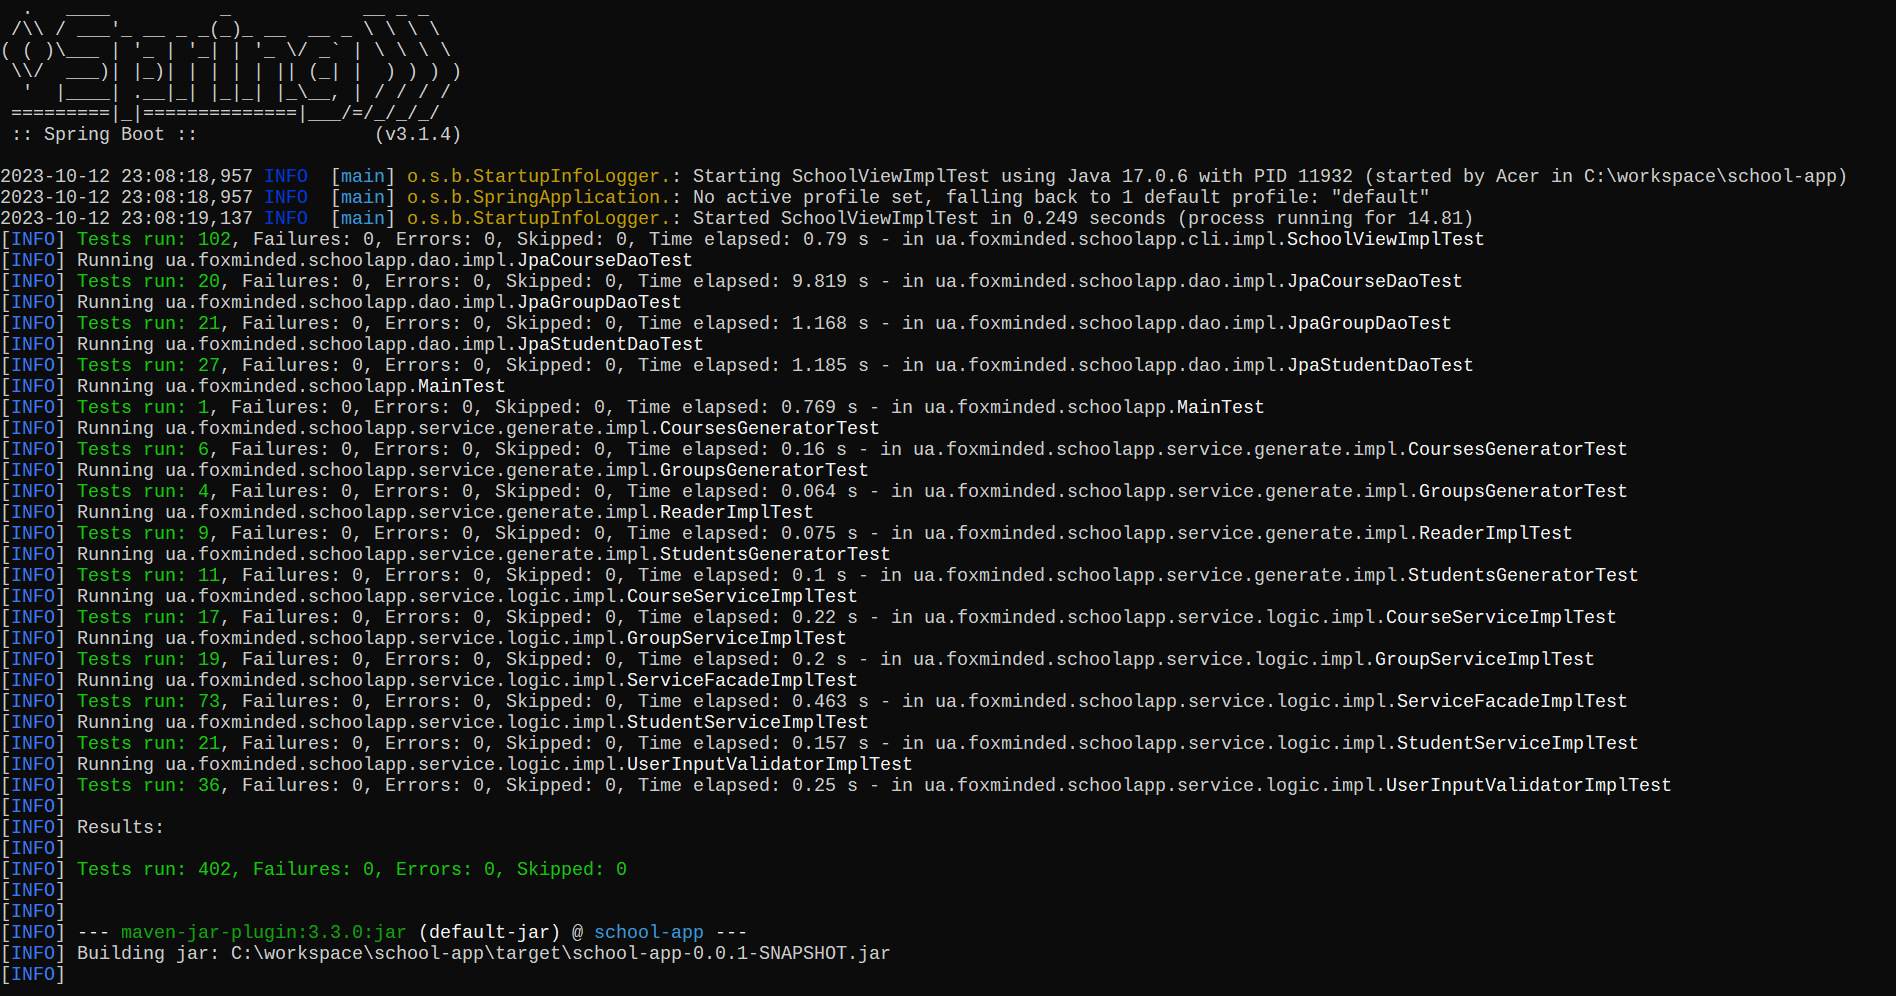 .   ____          _            __ _ _
 /\\ / ___'_ __ _ _(_)_ __  __ _ \ \ \ \
( ( )\___ | '_ | '_| | '_ \/ _` | \ \ \ \
 \\/  ___)| |_)| | | | | || (_| |  ) ) ) )
  '  |____| .__|_| |_|_| |_\__, | / / / /
 =========|_|==============|___/=/_/_/_/
 :: Spring Boot ::                (v3.1.4)

2023-10-12 23:08:18,957 INFO  [main] o.s.b.StartupInfoLogger.: Starting SchoolViewImplTest using Java 17.0.6 with PID 11932 (started by Acer in C:\workspace\school-app)
2023-10-12 23:08:18,957 INFO  [main] o.s.b.SpringApplication.: No active profile set, falling back to 1 default profile: "default"
2023-10-12 23:08:19,137 INFO  [main] o.s.b.StartupInfoLogger.: Started SchoolViewImplTest in 0.249 seconds (process running for 14.81)
[INFO] Tests run: 102, Failures: 0, Errors: 0, Skipped: 0, Time elapsed: 0.79 s - in ua.foxminded.schoolapp.cli.impl.SchoolViewImplTest
[INFO] Running ua.foxminded.schoolapp.dao.impl.JpaCourseDaoTest
[INFO] Tests run: 20, Failures: 0, Errors: 0, Skipped: 0, Time elapsed: 9.819 s - in ua.foxminded.schoolapp.dao.impl.JpaCourseDaoTest
[INFO] Running ua.foxminded.schoolapp.dao.impl.JpaGroupDaoTest
[INFO] Tests run: 21, Failures: 0, Errors: 0, Skipped: 0, Time elapsed: 1.168 s - in ua.foxminded.schoolapp.dao.impl.JpaGroupDaoTest
[INFO] Running ua.foxminded.schoolapp.dao.impl.JpaStudentDaoTest
[INFO] Tests run: 27, Failures: 0, Errors: 0, Skipped: 0, Time elapsed: 1.185 s - in ua.foxminded.schoolapp.dao.impl.JpaStudentDaoTest
[INFO] Running ua.foxminded.schoolapp.MainTest
[INFO] Tests run: 1, Failures: 0, Errors: 0, Skipped: 0, Time elapsed: 0.769 s - in ua.foxminded.schoolapp.MainTest
[INFO] Running ua.foxminded.schoolapp.service.generate.impl.CoursesGeneratorTest
[INFO] Tests run: 6, Failures: 0, Errors: 0, Skipped: 0, Time elapsed: 0.16 s - in ua.foxminded.schoolapp.service.generate.impl.CoursesGeneratorTest
[INFO] Running ua.foxminded.schoolapp.service.generate.impl.GroupsGeneratorTest
[INFO] Tests run: 4, Failures: 0, Errors: 0, Skipped: 0, Time elapsed: 0.064 s - in ua.foxminded.schoolapp.service.generate.impl.GroupsGeneratorTest
[INFO] Running ua.foxminded.schoolapp.service.generate.impl.ReaderImplTest
[INFO] Tests run: 9, Failures: 0, Errors: 0, Skipped: 0, Time elapsed: 0.075 s - in ua.foxminded.schoolapp.service.generate.impl.ReaderImplTest
[INFO] Running ua.foxminded.schoolapp.service.generate.impl.StudentsGeneratorTest
[INFO] Tests run: 11, Failures: 0, Errors: 0, Skipped: 0, Time elapsed: 0.1 s - in ua.foxminded.schoolapp.service.generate.impl.StudentsGeneratorTest
[INFO] Running ua.foxminded.schoolapp.service.logic.impl.CourseServiceImplTest
[INFO] Tests run: 17, Failures: 0, Errors: 0, Skipped: 0, Time elapsed: 0.22 s - in ua.foxminded.schoolapp.service.logic.impl.CourseServiceImplTest
[INFO] Running ua.foxminded.schoolapp.service.logic.impl.GroupServiceImplTest
[INFO] Tests run: 19, Failures: 0, Errors: 0, Skipped: 0, Time elapsed: 0.2 s - in ua.foxminded.schoolapp.service.logic.impl.GroupServiceImplTest
[INFO] Running ua.foxminded.schoolapp.service.logic.impl.ServiceFacadeImplTest
[INFO] Tests run: 73, Failures: 0, Errors: 0, Skipped: 0, Time elapsed: 0.463 s - in ua.foxminded.schoolapp.service.logic.impl.ServiceFacadeImplTest
[INFO] Running ua.foxminded.schoolapp.service.logic.impl.StudentServiceImplTest
[INFO] Tests run: 21, Failures: 0, Errors: 0, Skipped: 0, Time elapsed: 0.157 s - in ua.foxminded.schoolapp.service.logic.impl.StudentServiceImplTest
[INFO] Running ua.foxminded.schoolapp.service.logic.impl.UserInputValidatorImplTest
[INFO] Tests run: 36, Failures: 0, Errors: 0, Skipped: 0, Time elapsed: 0.25 s - in ua.foxminded.schoolapp.service.logic.impl.UserInputValidatorImplTest
[INFO]
[INFO] Results:
[INFO]
[INFO] Tests run: 402, Failures: 0, Errors: 0, Skipped: 0
[INFO]
[INFO]
[INFO] --- maven-jar-plugin:3.3.0:jar (default-jar) @ school-app ---
[INFO] Building jar: C:\workspace\school-app\target\school-app-0.0.1-SNAPSHOT.jar
[INFO]